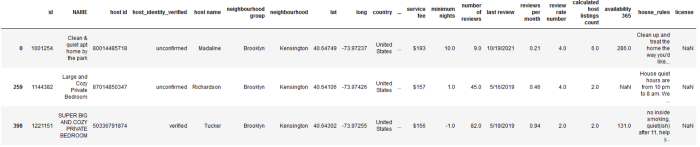 id NAME host id host_identity_verified host name neighbourhood group neighbourhood lat long country ... service fee minimum nights number of reviews last review reviews per month review rate number calculated host listings count availability 365 house_rules license
0 1001254 Clean & quiet apt home by the park 80014485718 unconfirmed Madaline Brooklyn Kensington 40.64749 -73.97237 United States ... $193 10.0 9.0 10/19/2021 0.21 4.0 6.0 286.0 Clean up and treat the home the way you'd like... NaN
259 1144382 Large and Cozy Private Bedroom 87014850347 unconfirmed Richardson Brooklyn Kensington 40.64106 -73.97426 United States ... $157 1.0 45.0 5/16/2019 0.46 4.0 2.0 NaN House quiet hours are from 10 pm to 8 am. We ... NaN
398 1221151 SUPER BIG AND COZY PRIVATE BEDROOM 50336791874 verified Tucker Brooklyn Kensington 40.64302 -73.97255 United States ... $156 -1.0 82.0 5/19/2019 0.94 2.0 2.0 131.0 no inside smoking, quiet(ish) after 11, help s... NaN